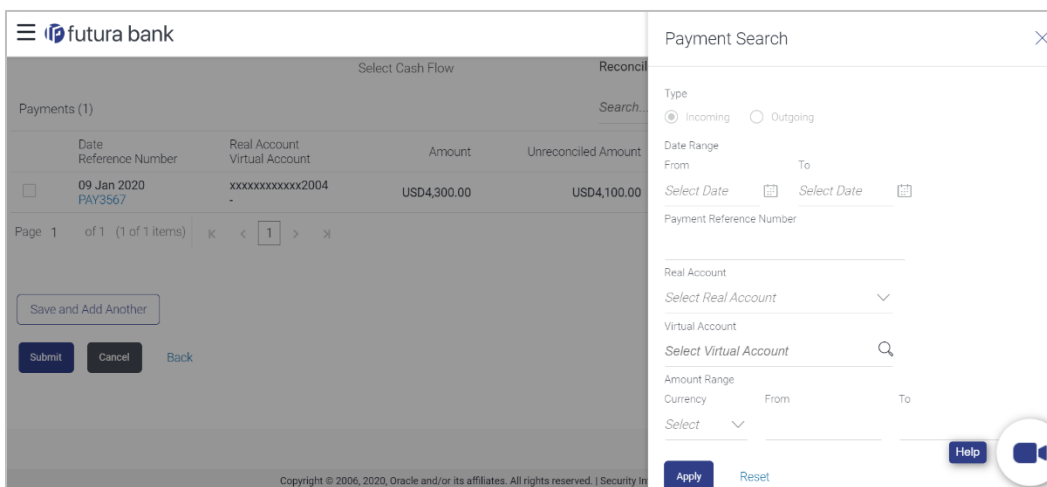 futura bank
Select Cash Flow
Reconcil
Payments (1)
Search...
Date
Reference Number
Real Account
Virtual Account
Amount
Unreconciled Amount
09 Jan 2020
PAY3567
xxxxxxxxxxxx2004
-
USD4,300.00
USD4,100.00
Page 1 of 1 (1 of 1 items) K < 1 > >|
Save and Add Another
Submit
Cancel
Back
Copyright © 2006, 2020, Oracle and/or its affiliates. All rights reserved. | Security In
Payment Search
Type
Incoming
Outgoing
Date Range
From
To
Select Date
Select Date
Payment Reference Number
Real Account
Select Real Account
Virtual Account
Select Virtual Account
Amount Range
Currency
From
To
Select
Help
Apply
Reset